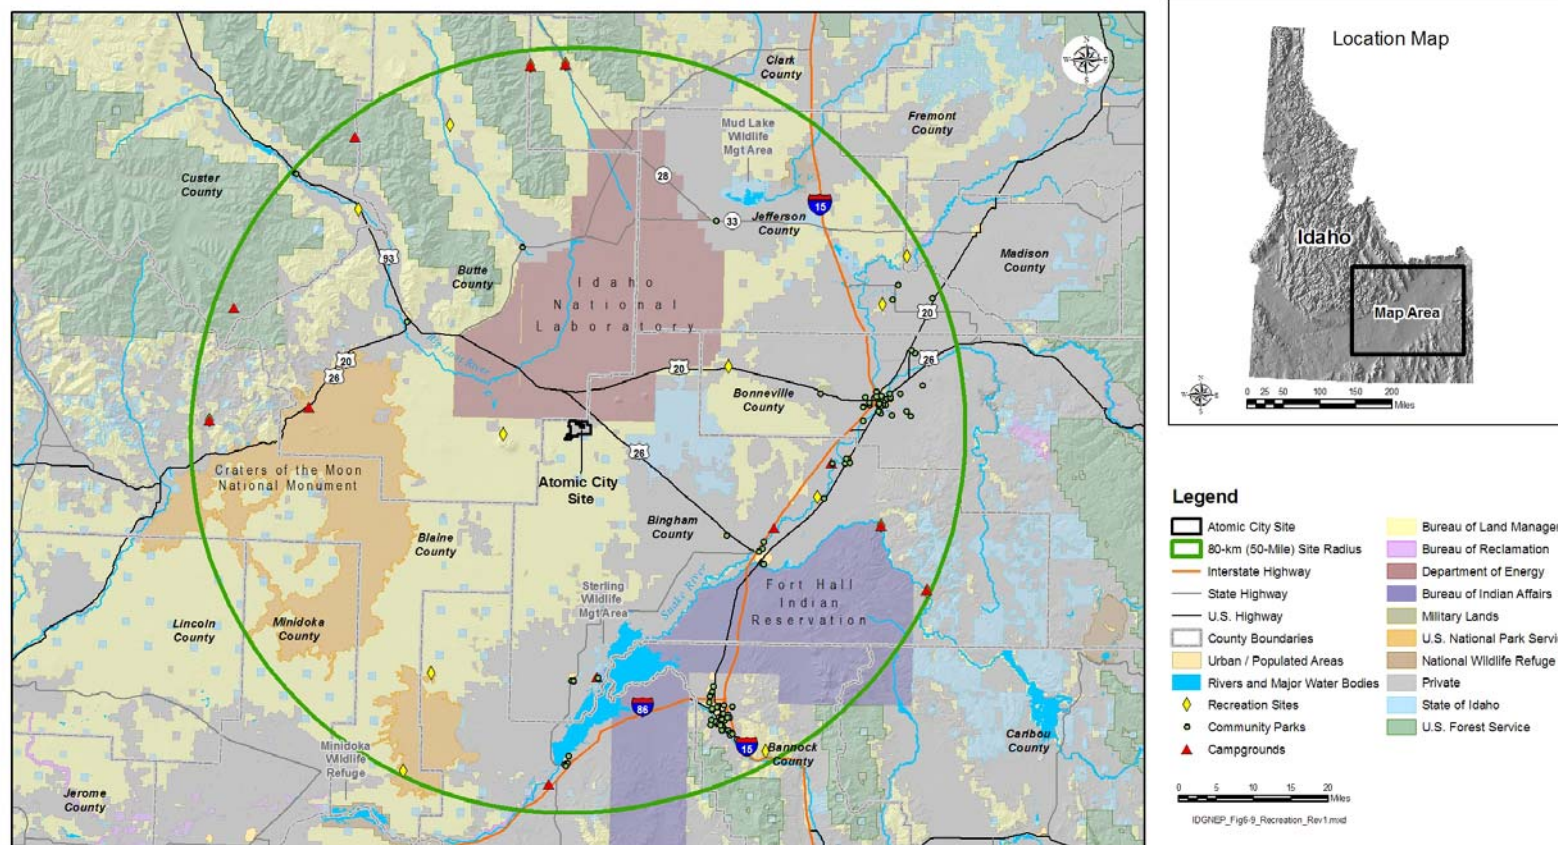 Clark
County
Fremont
County
Mud Lake
Wildlife
Mgt Area
Custer
County
28
15
33
Jefferson
County
Madison
County
93
Butte
County
Idaho
National
Laboratory
Big Lost River
20
26
20
26
20
Bonneville
County
26
Craters of the Moon
National Monument
Atomic City
Site
Bingham
County
Blaine
County
Sterling
Wildlife
Mgt Area
Snake River
Fort Hall
Indian
Reservation
Lincoln
County
Minidoka
County
86
15
Bannock
County
Caribou
County
Minidoka
Wildlife
Refuge
Jerome
County
N
W
E
S
Location Map
Idaho
Map Area
0 25 50 100 150 200
Miles
Legend
Atomic City Site
80-km (50-Mile) Site Radius
Interstate Highway
State Highway
U.S. Highway
County Boundaries
Urban / Populated Areas
Rivers and Major Water Bodies
Recreation Sites
Community Parks
Campgrounds
Bureau of Land Manager
Bureau of Reclamation
Department of Energy
Bureau of Indian Affairs
Military Lands
U.S. National Park Servic
National Wildlife Refuge
Private
State of Idaho
U.S. Forest Service
0 5 10 20
Miles
IDGNEP_Fig6-9_Recreation_Rev1.mxd